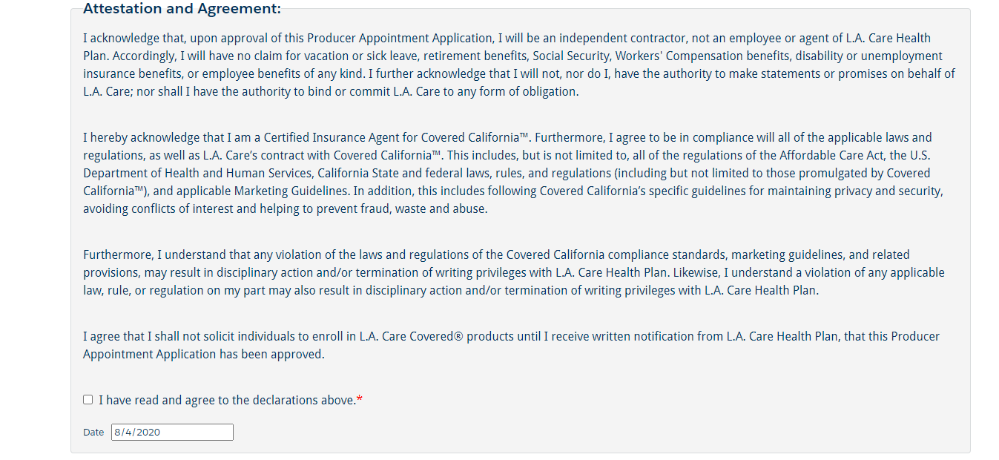 Attestation and Agreement:
I acknowledge that, upon approval of this Producer Appointment Application, I will be an independent contractor, not an employee or agent of L.A. Care Health
Plan. Accordingly, I will have no claim for vacation or sick leave, retirement benefits, Social Security, Workers' Compensation benefits, disability or unemployment
insurance benefits, or employee benefits of any kind. I further acknowledge that I will not, nor do I, have the authority to make statements or promises on behalf of
L.A. Care; nor shall I have the authority to bind or commit L.A. Care to any form of obligation.
I hereby acknowledge that I am a Certified Insurance Agent for Covered California™. Furthermore, I agree to be in compliance will all of the applicable laws and
regulations, as well as L.A. Care’s contract with Covered California™. This includes, but is not limited to, all of the regulations of the Affordable Care Act, the U.S.
Department of Health and Human Services, California State and federal laws, rules, and regulations (including but not limited to those promulgated by Covered
California™), and applicable Marketing Guidelines. In addition, this includes following Covered California’s specific guidelines for maintaining privacy and security,
avoiding conflicts of interest and helping to prevent fraud, waste and abuse.
Furthermore, I understand that any violation of the laws and regulations of the Covered California compliance standards, marketing guidelines, and related
provisions, may result in disciplinary action and/or termination of writing privileges with L.A. Care Health Plan. Likewise, I understand a violation of any applicable
law, rule, or regulation on my part may also result in disciplinary action and/or termination of writing privileges with L.A. Care Health Plan.
I agree that I shall not solicit individuals to enroll in L.A. Care Covered® products until I receive written notification from L.A. Care Health Plan, that this Producer
Appointment Application has been approved.
I have read and agree to the declarations above.*
Date 8/4/2020